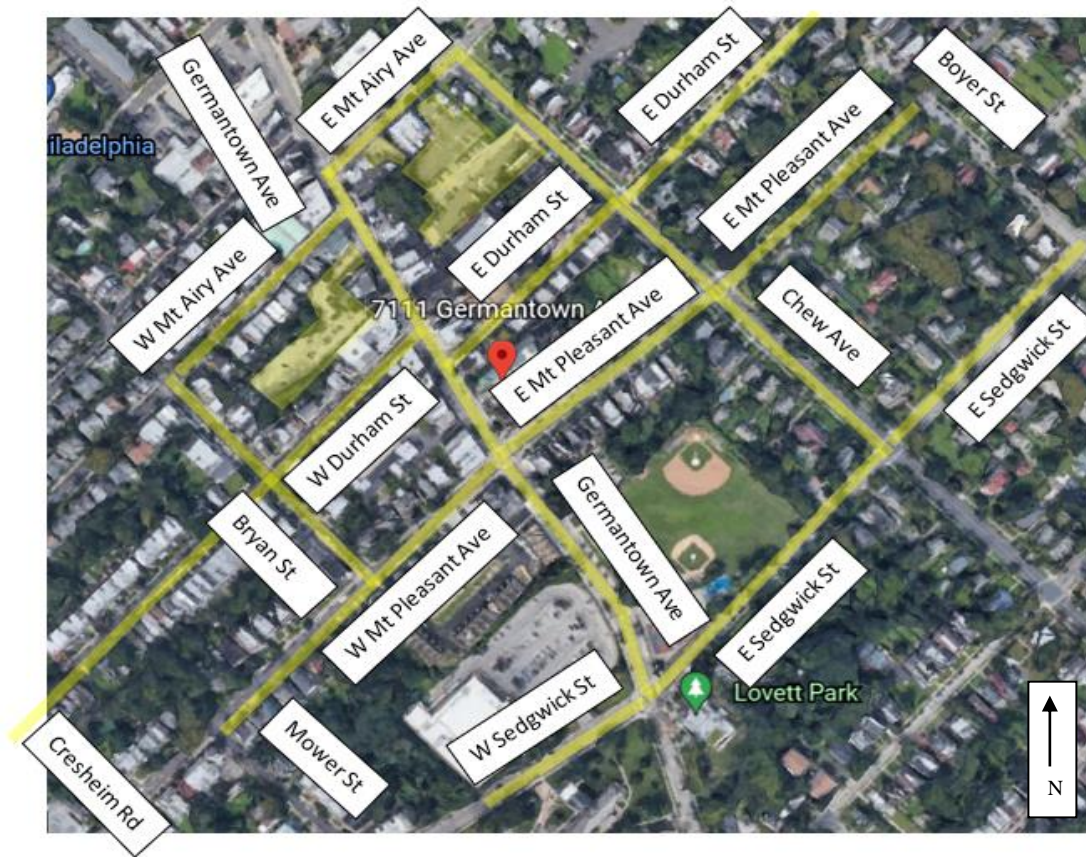 Germantown Ave
E Mt Airy Ave
E Durham St
Boyer St
iladelphia
E Mt Pleasant Ave
E Durham St
W Mt Airy Ave
7111 Germantown A
E Mt Pleasant Ave
Chew Ave
E Sedgwick St
W Durham St
Bryan St
W Mt Pleasant Ave
Germantown Ave
E Sedgwick St
W Sedgwick St
Lovett Park
Mower St
Cresheim Rd
N